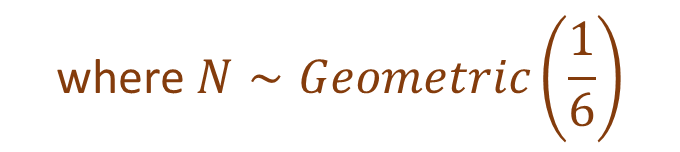 where N ~ Geometric(1/6)